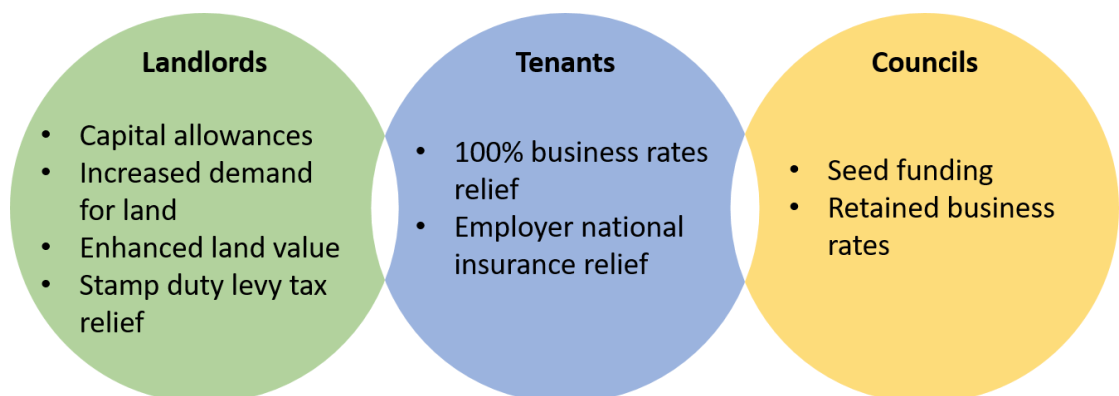 Landlords
• Capital allowances
• Increased demand
for land
• Enhanced land value
• Stamp duty levy tax
relief
Tenants
• 100% business rates
relief
• Employer national
insurance relief
Councils
• Seed funding
• Retained business
rates